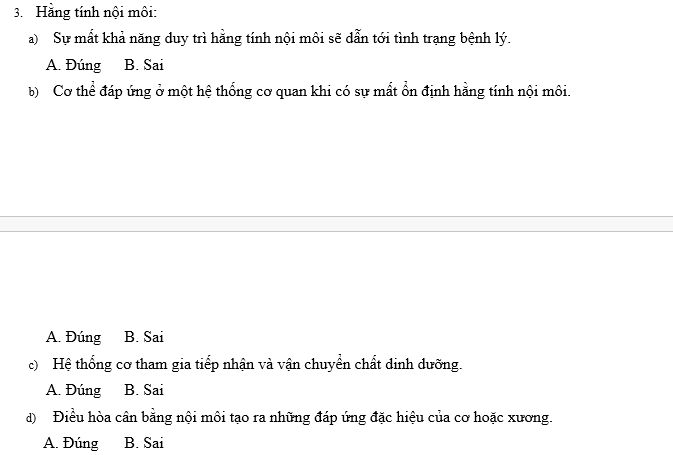 3. Hằng tính nội môi:
a) Sự mất khả năng duy trì hằng tính nội môi sẽ dẫn tới tình trạng bệnh lý.
A. Đúng B. Sai
b) Cơ thể đáp ứng ở một hệ thống cơ quan khi có sự mất ổn định hằng tính nội môi.
A. Đúng B. Sai
c) Hệ thống cơ tham gia tiếp nhận và vận chuyển chất dinh dưỡng.
A. Đúng B. Sai
d) Điều hòa cân bằng nội môi tạo ra những đáp ứng đặc hiệu của cơ hoặc xương.
A. Đúng B. Sai